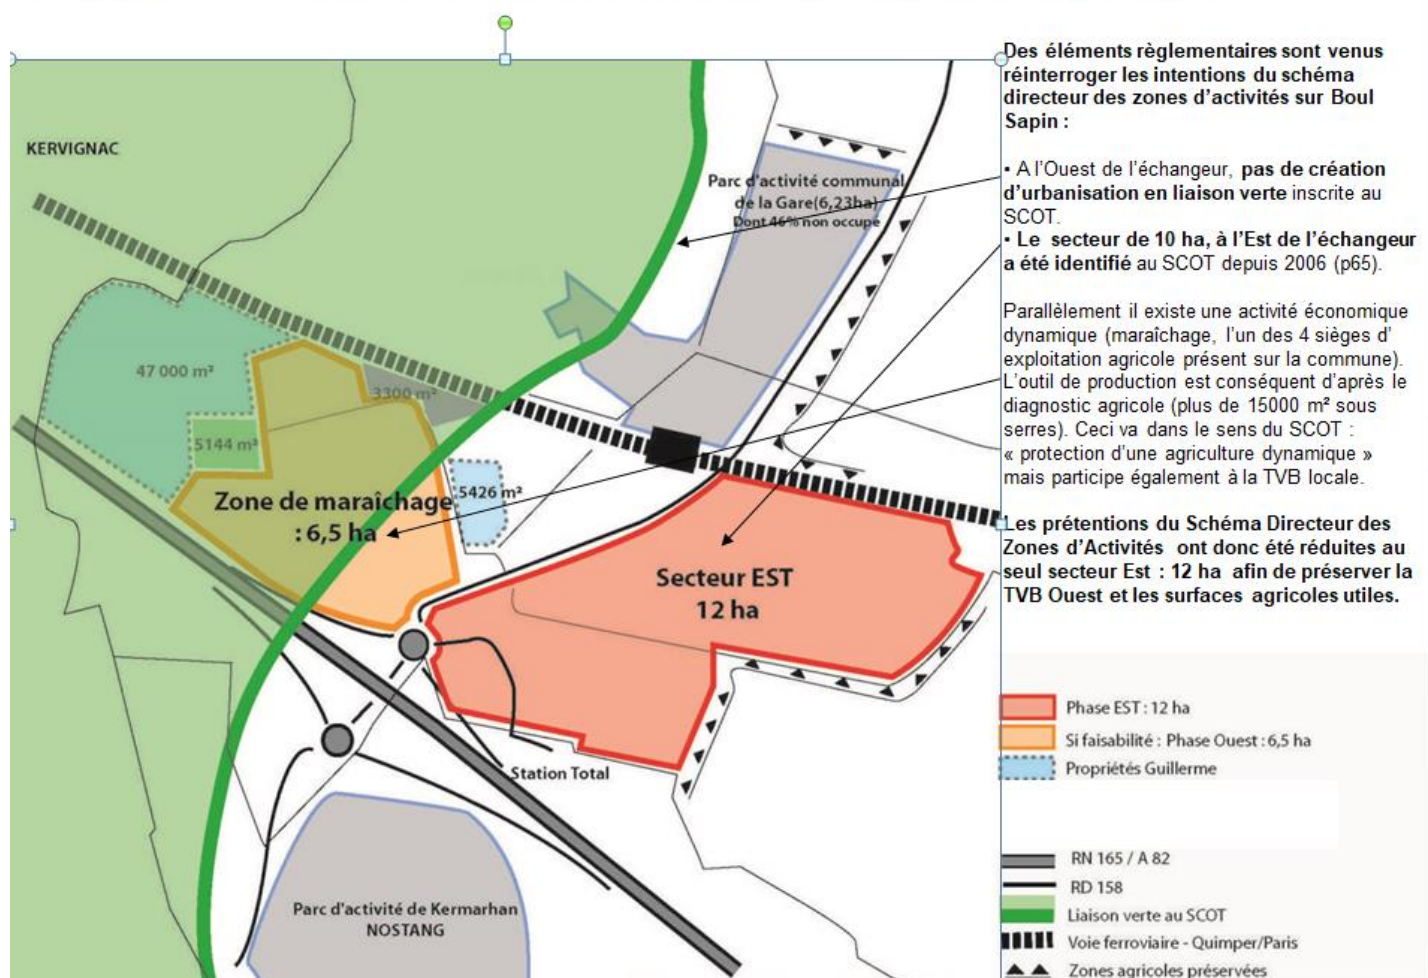 KERVIGNAC
Parc d'activité communal
de la Gare(6,23ha)
Dont 46% non occupé
47 000 m²
3300 m²
5144 m²
Zone de maraîchage
: 6,5 ha
5426 m²
Secteur EST
12 ha
Station Total
Parc d'activité de Kermarhan
NOSTANG
Des éléments règlementaires sont venus
réinterroger les intentions du schéma
directeur des zones d'activités sur Boul
Sapin :
• A l'Ouest de l'échangeur, pas de création
d'urbanisation en liaison verte inscrite au
SCOT.
• Le secteur de 10 ha, à l'Est de l'échangeur
a été identifié au SCOT depuis 2006 (p65).
Parallèlement il existe une activité économique
dynamique (maraîchage, l'un des 4 sièges d'
exploitation agricole présent sur la commune).
L'outil de production est conséquent d'après le
diagnostic agricole (plus de 15000 m² sous
serres). Ceci va dans le sens du SCOT :
« protection d'une agriculture dynamique »
mais participe également à la TVB locale.
Les prétentions du Schéma Directeur des
Zones d'Activités ont donc été réduites au
seul secteur Est : 12 ha afin de préserver la
TVB Ouest et les surfaces agricoles utiles.
Phase EST : 12 ha
Si faisabilité : Phase Ouest : 6,5 ha
Propriétés Guillerme
RN 165 / A 82
RD 158
Liaison verte au SCOT
Voie ferroviaire - Quimper/Paris
Zones agricoles préservées